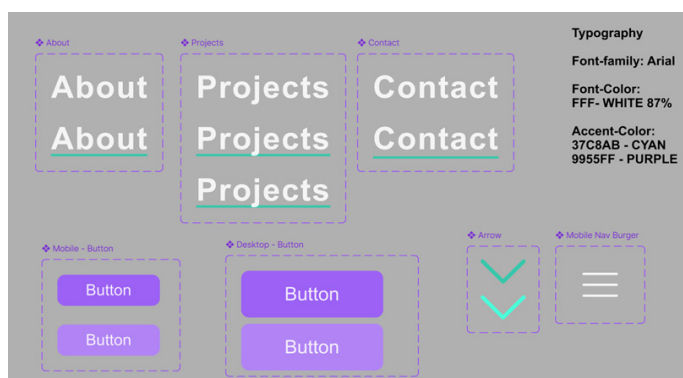 About
Projects
Contact
About
Projects
Contact
About
Projects
Contact
Projects
Typography
Font-family: Arial
Font-Color:
FFF- WHITE 87%
Accent-Color:
37C8AB - CYAN
9955FF - PURPLE
Mobile - Button
Button
Button
Desktop - Button
Button
Button
Arrow
Mobile Nav Burger